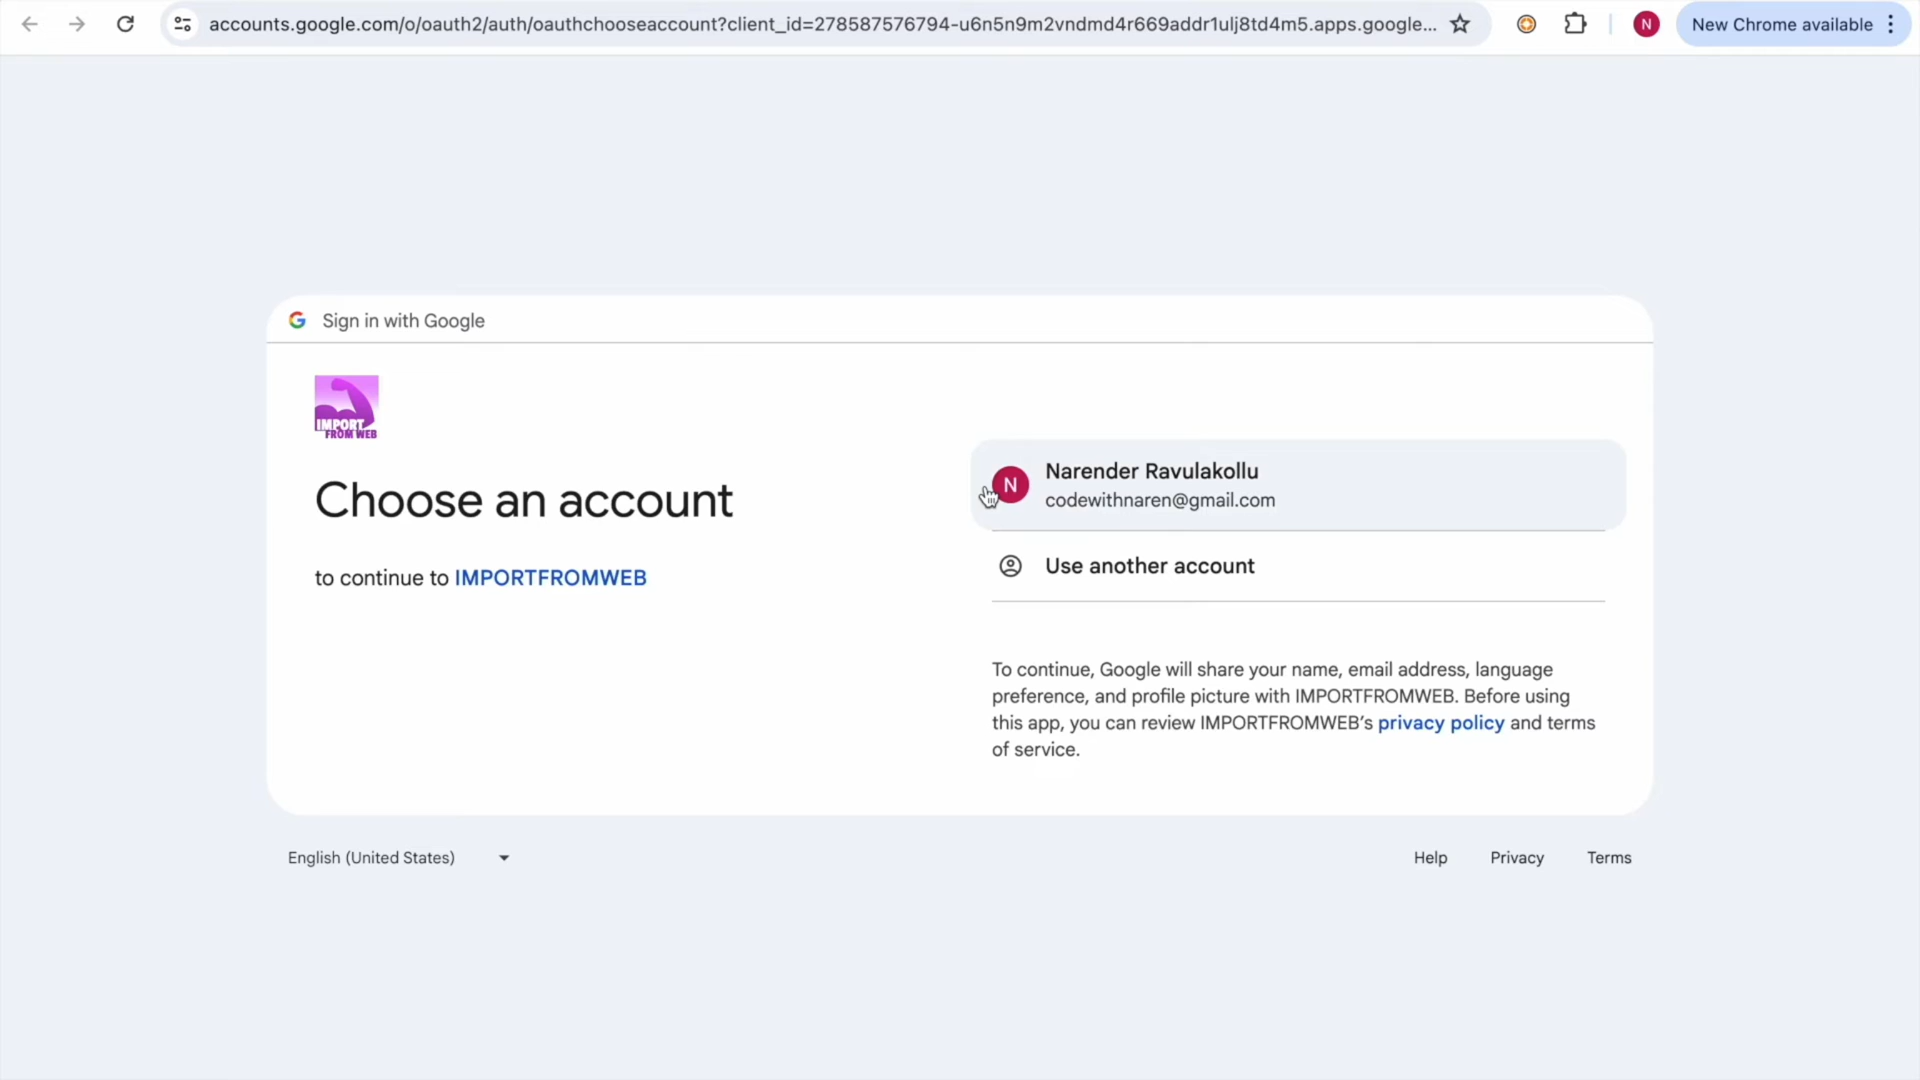 accounts.google.com/o/oauth2/auth/oauthchooseaccount?client_id=278587576794-u6n5n9m2vndmd4r669addr1ulj8td4m5.apps.google...
N
New Chrome available
Sign in with Google
IMPORT
FROM WEB
Choose an account
to continue to IMPORTFROMWEB
N
Narender Ravulakollu
codewithnaren@gmail.com
Use another account
To continue, Google will share your name, email address, language
preference, and profile picture with IMPORTFROMWEB. Before using
this app, you can review IMPORTFROMWEB's privacy policy and terms
of service.
English (United States)
Help
Privacy
Terms